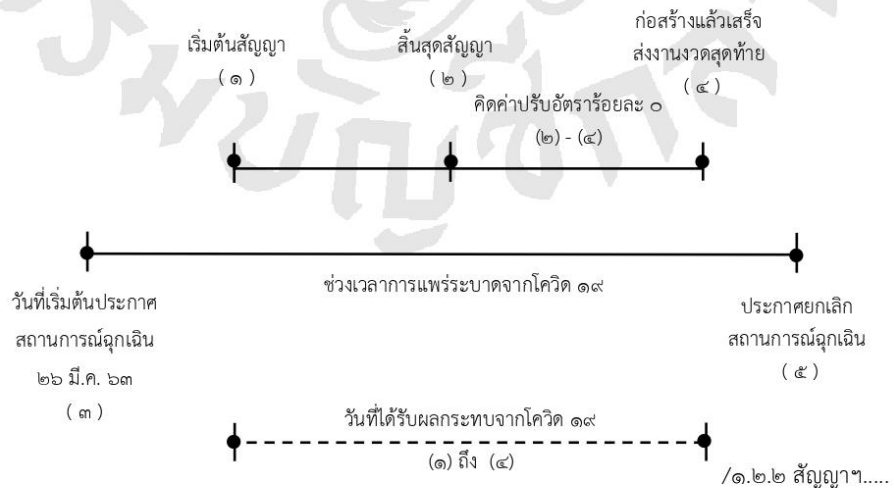 เริ่มต้นสัญญา
( ๑ )
สิ้นสุดสัญญา
( ๒ )
ก่อสร้างแล้วเสร็จ
ส่งงานงวดสุดท้าย
( ๔ )
คิดค่าปรับอัตราร้อยละ ๐
(๒) - (๔)
ช่วงเวลาการแพร่ระบาดจากโควิด ๑๙
วันที่เริ่มต้นประกาศ
สถานการณ์ฉุกเฉิน
๒๖ มี.ค. ๖๓
( ๓ )
ประกาศยกเลิก
สถานการณ์ฉุกเฉิน
( ๕ )
วันที่ได้รับผลกระทบจากโควิด ๑๙
(๑) ถึง (๔)
/๑.๒.๒ สัญญาฯ.....